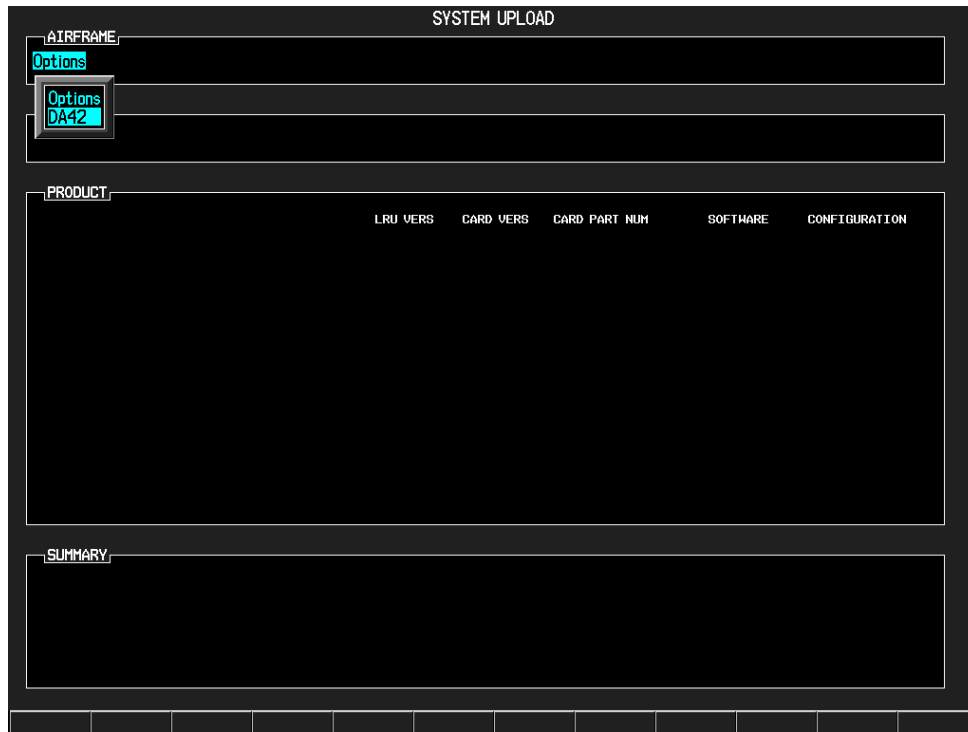 SYSTEM UPLOAD
AIRFRAME
Options
Options
DA42
PRODUCT
LRU VERS CARD VERS CARD PART NUM SOFTWARE CONFIGURATION
SUMMARY